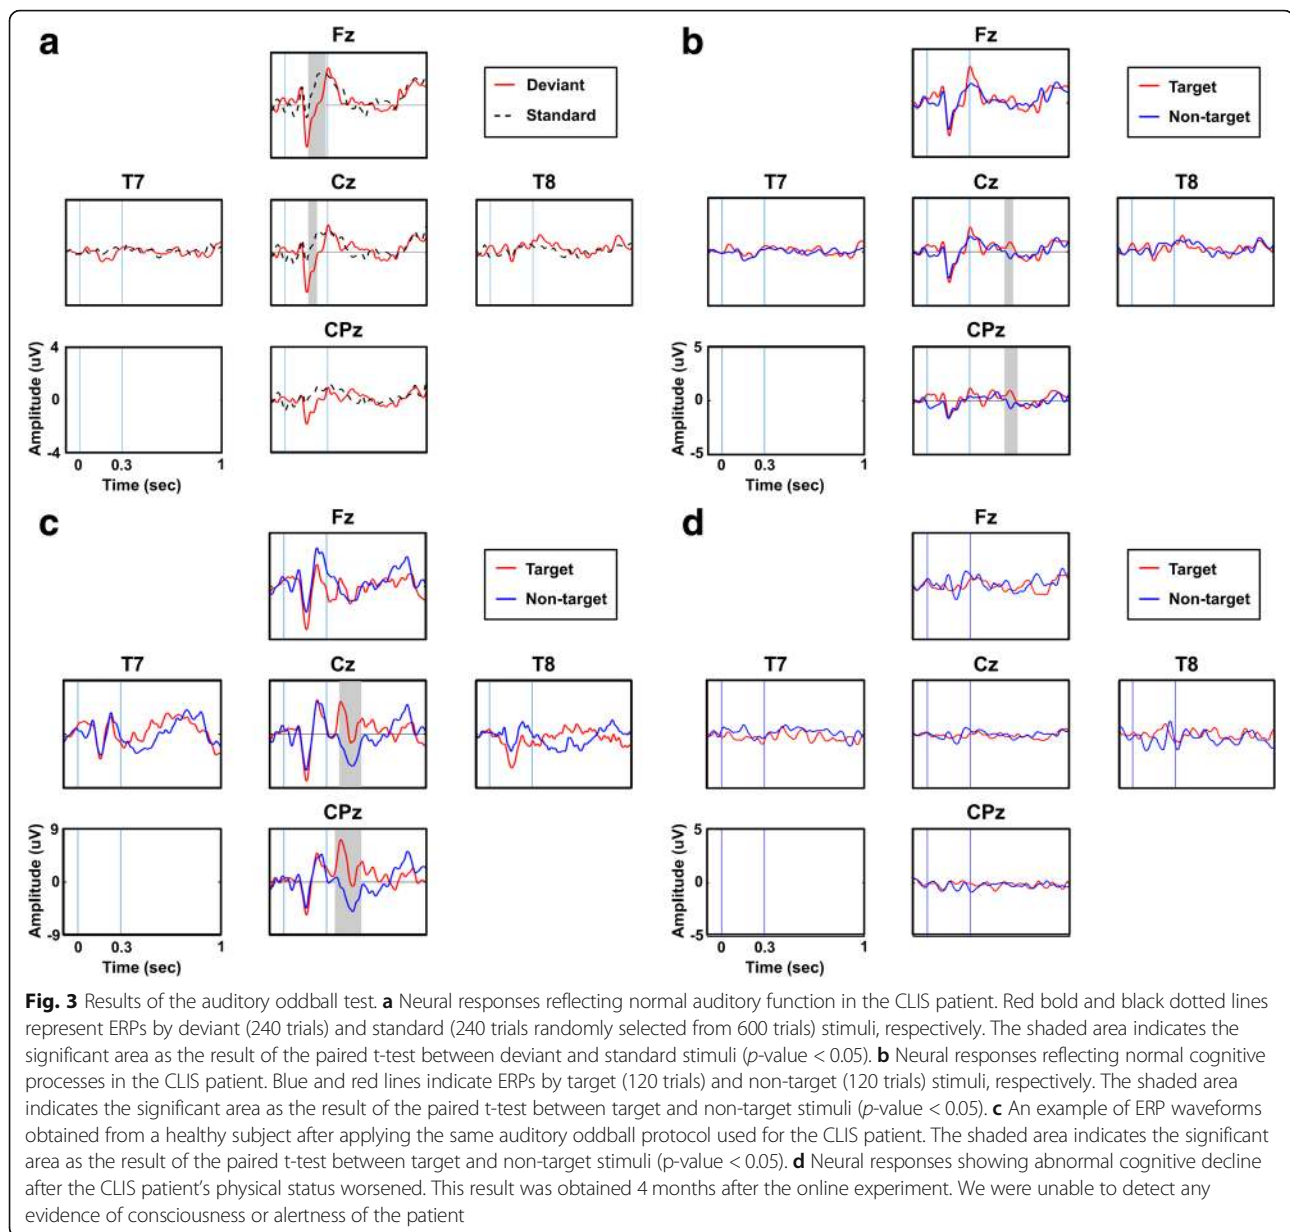 a
Fz
Deviant
Standard
T7
Cz
T8
CPz
Amplitude (uV)
4
0
-4
0 0.3 1
Time (sec)
b
Fz
Target
Non-target
T7
Cz
T8
CPz
Amplitude (uV)
5
0
-5
0 0.3 1
Time (sec)
c
Fz
Target
Non-target
T7
Cz
T8
CPz
Amplitude (uV)
9
0
-9
0 0.3 1
Time (sec)
d
Fz
Target
Non-target
T7
Cz
T8
CPz
Amplitude (uV)
5
0
-5
0 0.3 1
Time (sec)
Fig. 3 Results of the auditory oddball test. a Neural responses reflecting normal auditory function in the CLIS patient. Red bold and black dotted lines
represent ERPs by deviant (240 trials) and standard (240 trials randomly selected from 600 trials) stimuli, respectively. The shaded area indicates the
significant area as the result of the paired t-test between deviant and standard stimuli (p-value < 0.05). b Neural responses reflecting normal cognitive
processes in the CLIS patient. Blue and red lines indicate ERPs by target (120 trials) and non-target (120 trials) stimuli, respectively. The shaded area
indicates the significant area as the result of the paired t-test between target and non-target stimuli (p-value < 0.05). c An example of ERP waveforms
obtained from a healthy subject after applying the same auditory oddball protocol used for the CLIS patient. The shaded area indicates the significant
area as the result of the paired t-test between target and non-target stimuli (p-value < 0.05). d Neural responses showing abnormal cognitive decline
after the CLIS patient's physical status worsened. This result was obtained 4 months after the online experiment. We were unable to detect any
evidence of consciousness or alertness of the patient